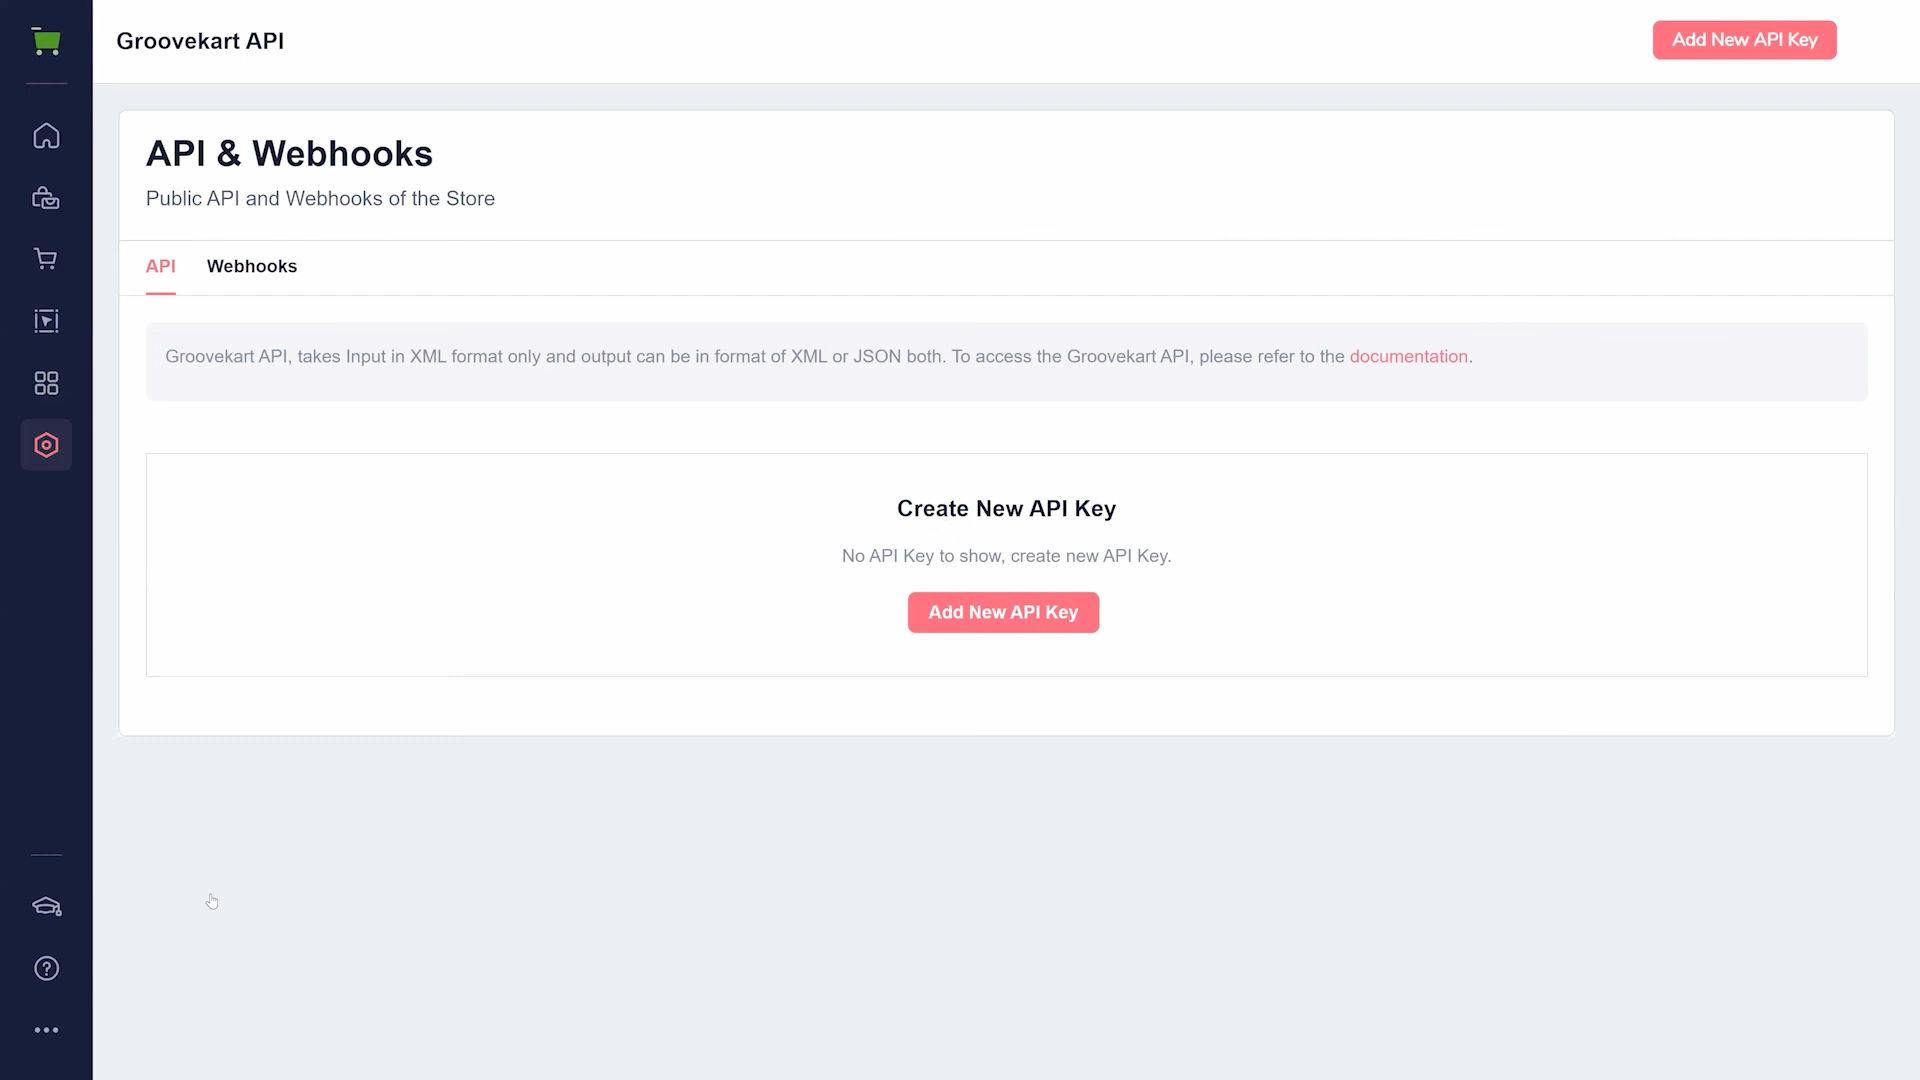 Groovekart API
Add New API Key
API & Webhooks
Public API and Webhooks of the Store
API
Webhooks
Groovekart API, takes Input in XML format only and output can be in format of XML or JSON both. To access the Groovekart API, please refer to the documentation.
Create New API Key
No API Key to show, create new API Key.
Add New API Key